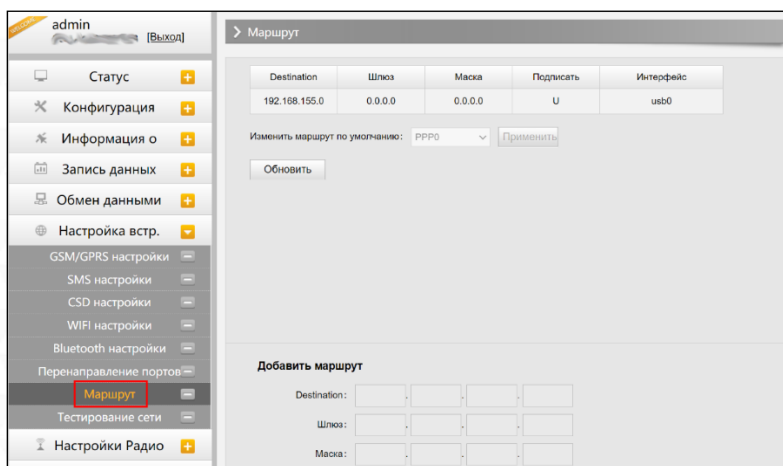 admin
[Выход]
Статус
Конфигурация
Информация о
Запись данных
Обмен данными
Настройка встр.
GSM/GPRS настройки
SMS настройки
CSD настройки
WIFI настройки
Bluetooth настройки
Перенаправление портов
Маршрут
Тестирование сети
Настройки Радио
Маршрут
Destination Шлюз Маска Подписать Интерфейс
192.168.155.0 0.0.0.0 0.0.0.0 U usb0
Изменить маршрут по умолчанию: PPP0 Применить
Обновить
Добавить маршрут
Destination:
Шлюз:
Маска: